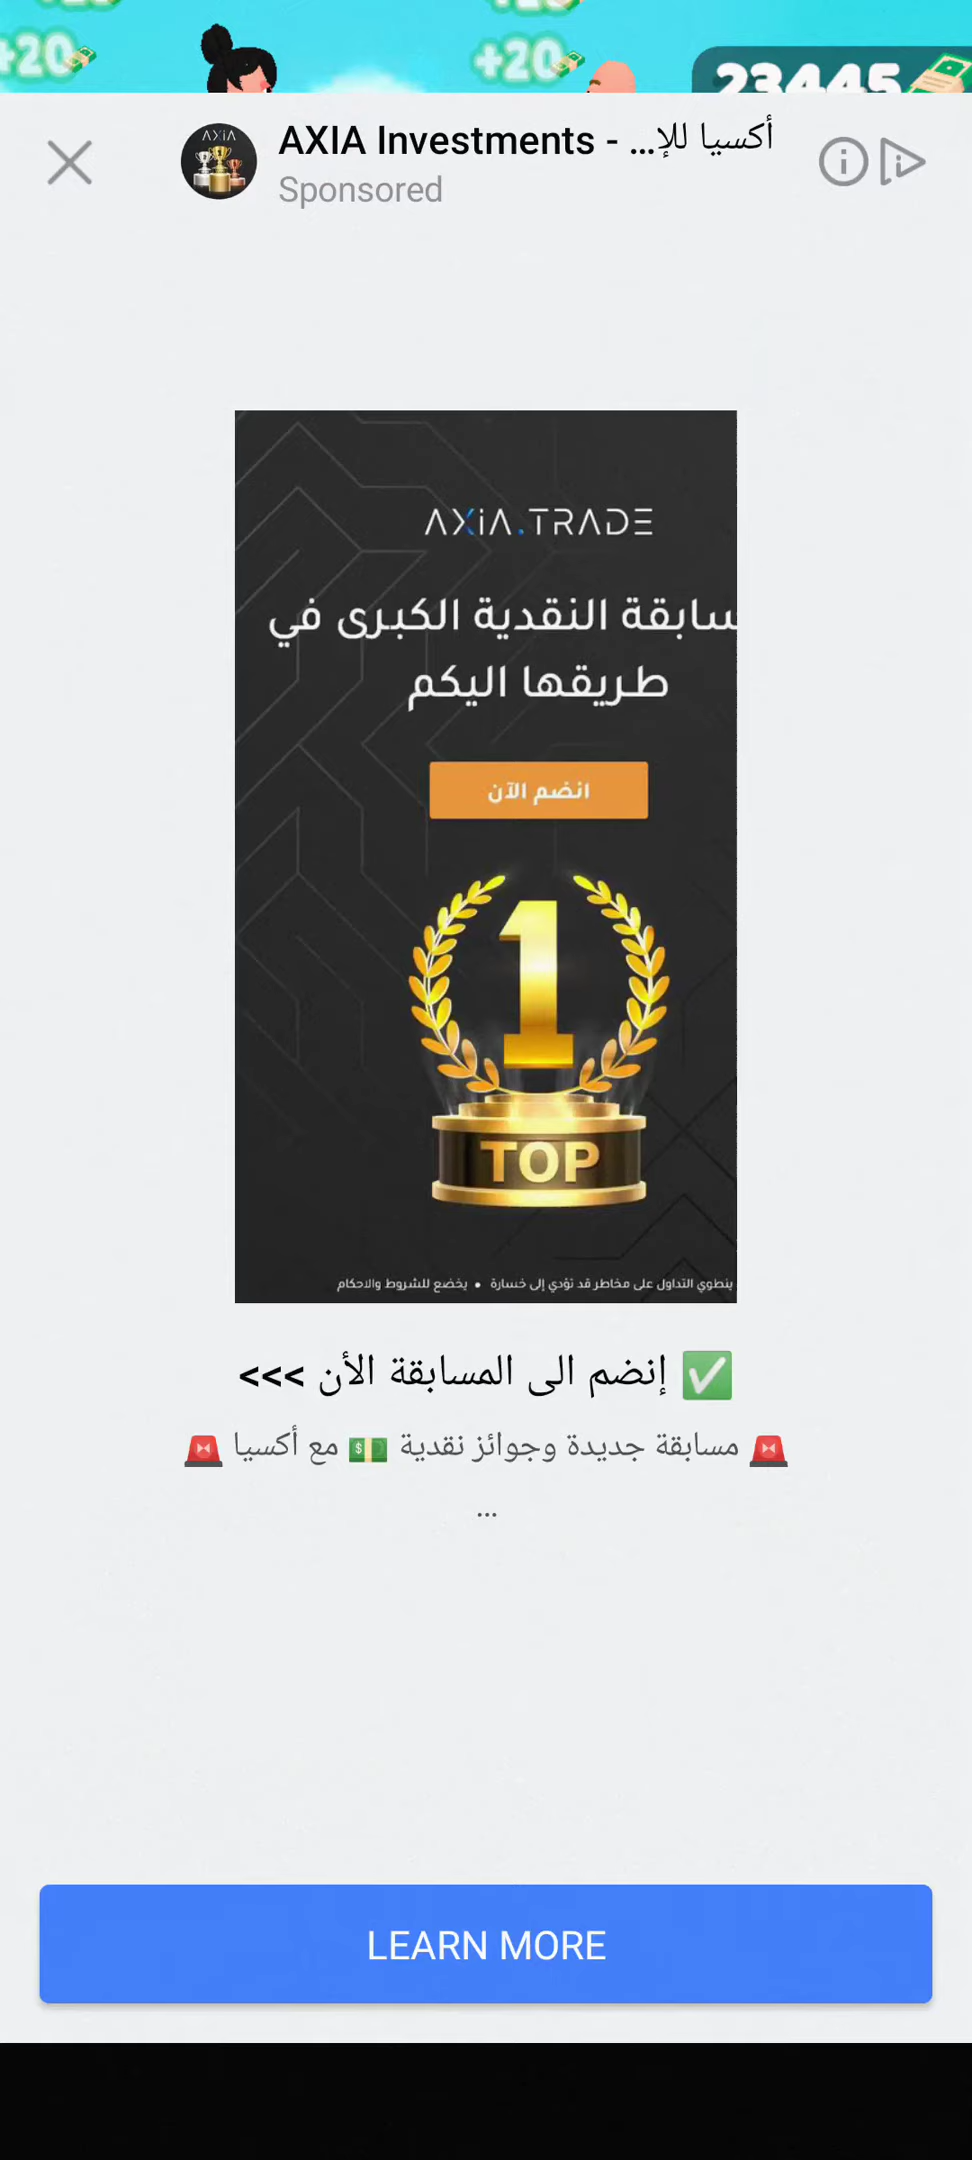 +20
+20
23445
AXIA Investments - أكسيا للإ...
Sponsored
AXIA
AXiA.TRADE
النقدية الكبرى في
طريقها اليكم
انضم الآن
1
TOP
ينطوي التداول على مخاطر قد تؤدي إلى خسارة • يخضع للشروط والاحكام
✅ إنضم الى المسابقة الأن >>>
🚨 مسابقة جديدة وجوائز نقدية 💵 مع أكسيا 🚨
...
LEARN MORE